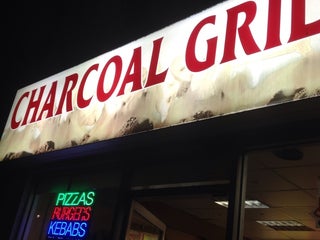 CHARCOAL GRIL
PIZZAS
BURGERS
KEBABS